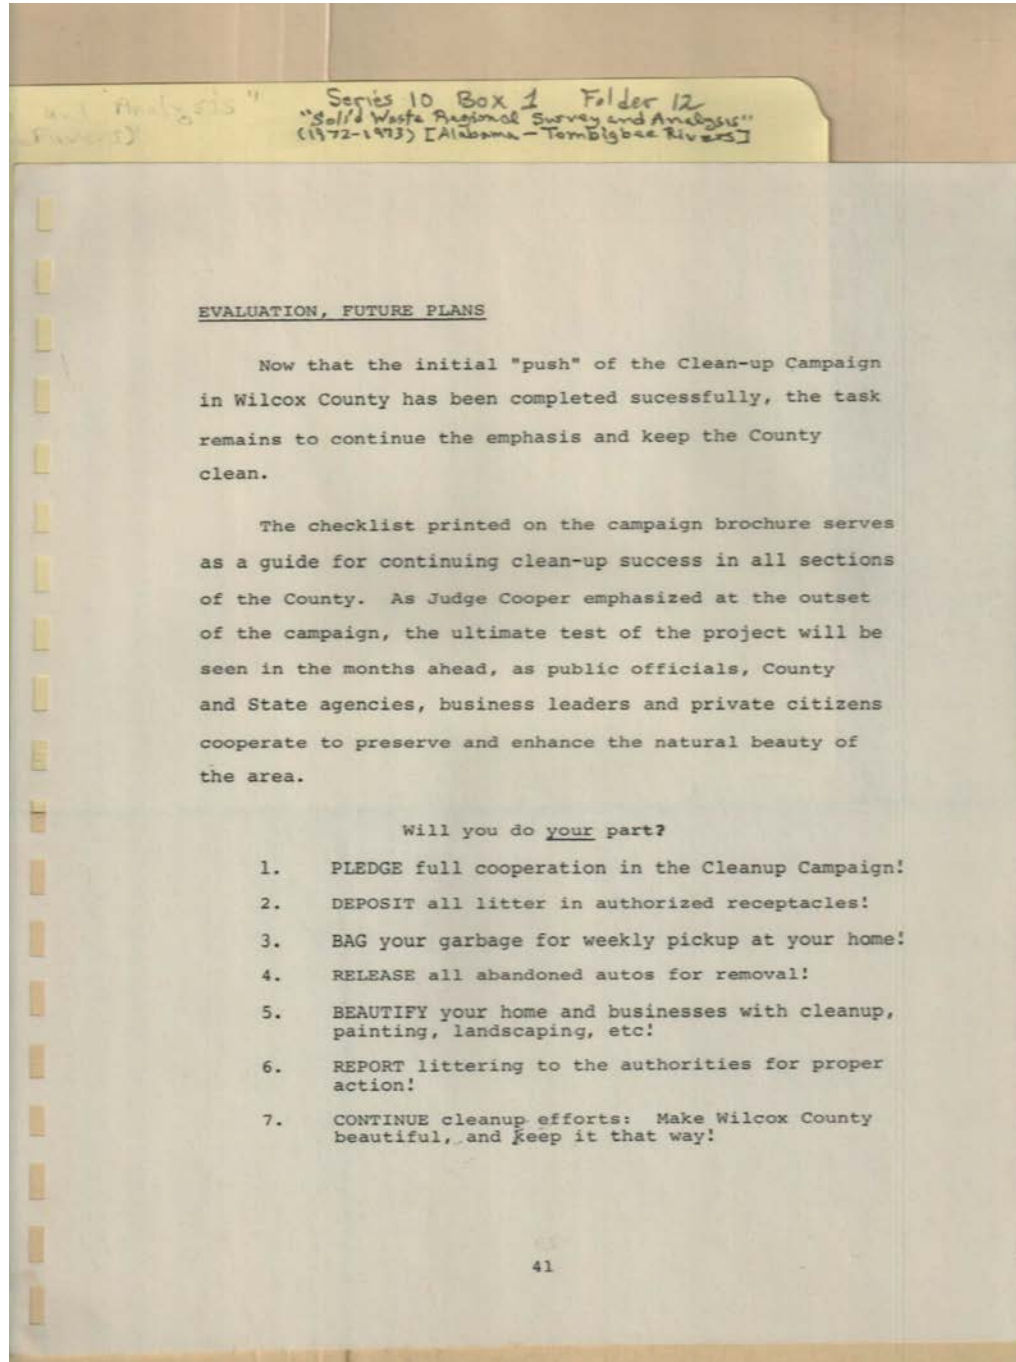 Series 10 Box 1 Folder 12
"Solid Waste Regional Survey and Analysis"
(1972-1973) [Alabama - Tombigbee Rivers]
and Analysis"
Rivers)
EVALUATION, FUTURE PLANS
Now that the initial "push" of the Clean-up Campaign
in Wilcox County has been completed sucessfully, the task
remains to continue the emphasis and keep the County
clean.
The checklist printed on the campaign brochure serves
as a guide for continuing clean-up success in all sections
of the County. As Judge Cooper emphasized at the outset
of the campaign, the ultimate test of the project will be
seen in the months ahead, as public officials, County
and State agencies, business leaders and private citizens
cooperate to preserve and enhance the natural beauty of
the area.
Will you do your part?
1. PLEDGE full cooperation in the Cleanup Campaign!
2. DEPOSIT all litter in authorized receptacles!
3. BAG your garbage for weekly pickup at your home!
4. RELEASE all abandoned autos for removal!
5. BEAUTIFY your home and businesses with cleanup,
painting, landscaping, etc!
6. REPORT littering to the authorities for proper
action!
7. CONTINUE cleanup efforts: Make Wilcox County
beautiful, and keep it that way!
41